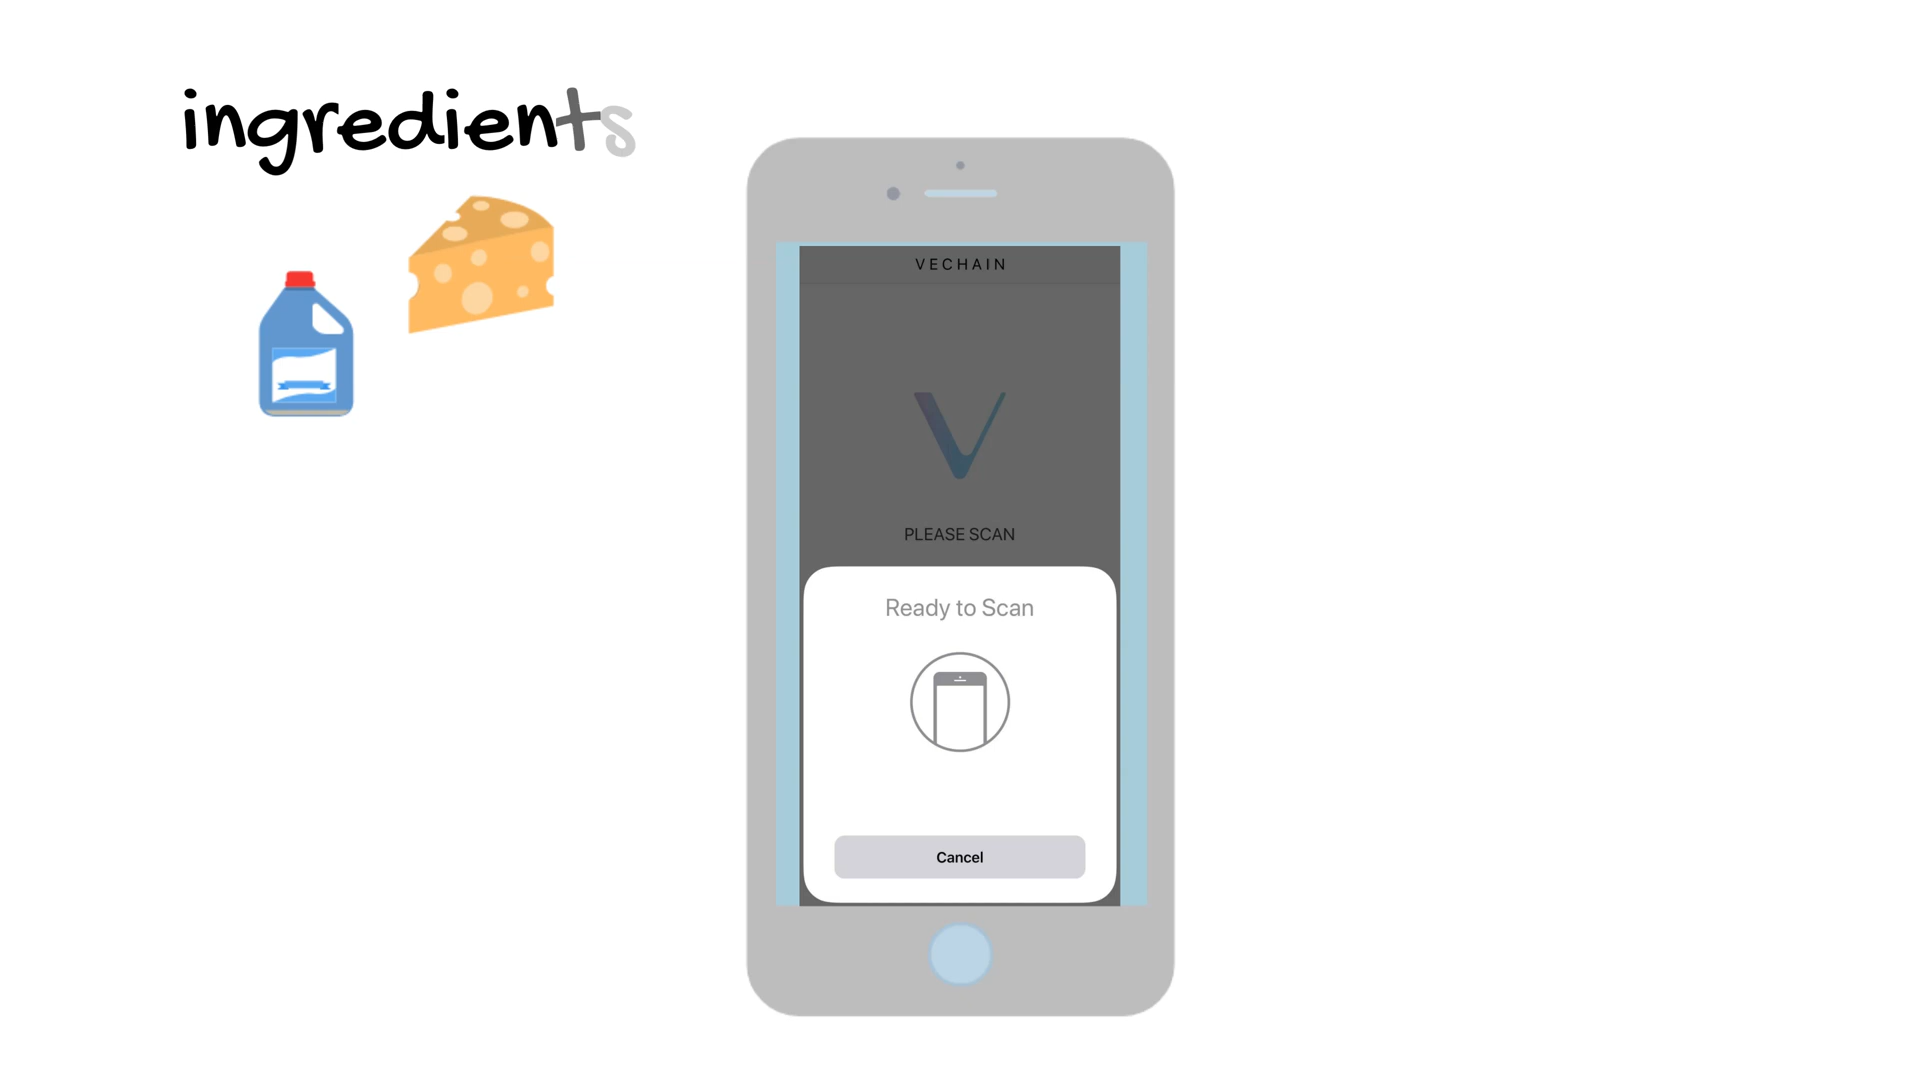 ingredients
VECHAIN
PLEASE SCAN
Ready to Scan
Cancel